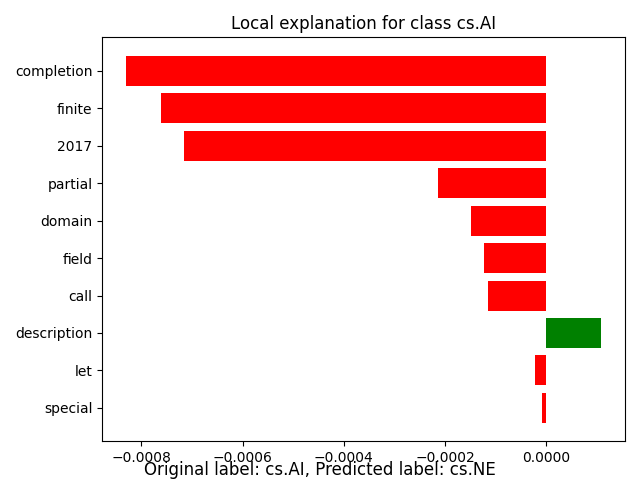 Local explanation for class cs.AI
completion
finite
2017
partial
domain
field
call
description
let
special
−0.0008 −0.0006 −0.0004 −0.0002 0.0000
Original label: cs.AI, Predicted label: cs.NE